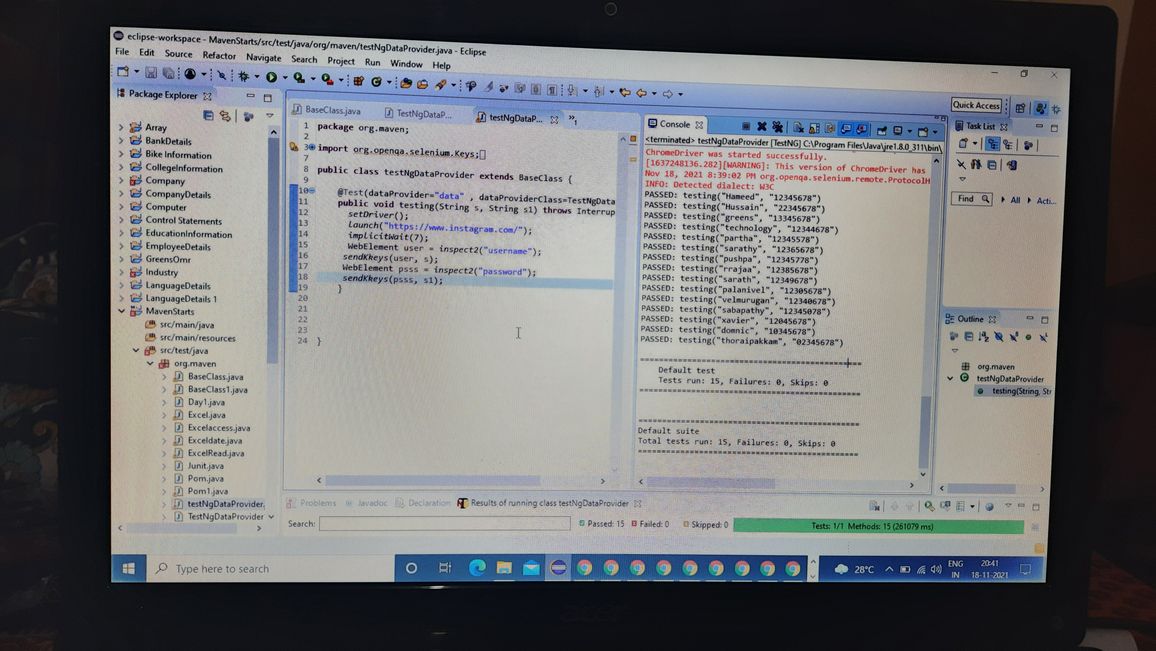 eclipse-workspace - MavenStarts/src/test/java/org/maven/testNgDataProvider.java - Eclipse
File Edit Source Refactor Navigate Search Project Run Window Help
Quick Access
Package Explorer
Array
BankDetails
Bike Information
CollegeInformation
Company
CompanyDetails
Computer
Control Statements
EducationInformation
EmployeeDetails
GreensOmr
Industry
LanguageDetails
LanguageDetails 1
MavenStarts
src/main/java
src/main/resources
src/test/java
org.maven
BaseClass.java
BaseClass1.java
Day1.java
Excel.java
Excelaccess.java
Exceldate.java
ExcelRead.java
Junit.java
Pom.java
Pom1.java
testNgDataProvider.
TestNgDataProvider
BaseClass.java TestNgDataP... testNgDataP... »1
1 package org.maven;
2
3 import org.openqa.selenium.Keys;
7
8 public class testNgDataProvider extends BaseClass {
9
10 @Test(dataProvider="data" , dataProviderClass=TestNgData
11 public void testing(String s, String s1) throws Interrup
12 setDriver();
13 launch("https://www.instagram.com/");
14 implicitWait(7);
15 WebElement user = inspect2("username");
16 sendKkeys(user, s);
17 WebElement psss = inspect2("password");
18 sendKkeys(psss, s1);
19 }
20
21
22
23
24 }
Console
<terminated> testNgDataProvider [TestNG] C:\Program Files\Java\jre1.8.0_311\bin\
ChromeDriver was started successfully.
[1637248136.282][WARNING]: This version of ChromeDriver has
Nov 18, 2021 8:39:02 PM org.openqa.selenium.remote.ProtocolH
INFO: Detected dialect: W3C
PASSED: testing("Hameed", "12345678")
PASSED: testing("Hussain", "22345678")
PASSED: testing("greens", "13345678")
PASSED: testing("technology", "12344678")
PASSED: testing("partha", "12345578")
PASSED: testing("sarathy", "12365678")
PASSED: testing("pushpa", "12345778")
PASSED: testing("rrajaa", "12385678")
PASSED: testing("sarath", "12349678")
PASSED: testing("palanivel", "12305678")
PASSED: testing("velmurugan", "12340678")
PASSED: testing("sabapathy", "12345078")
PASSED: testing("xavier", "12045678")
PASSED: testing("domnic", "10345678")
PASSED: testing("thoraipakkam", "02345678")
===============================================
Default test
Tests run: 15, Failures: 0, Skips: 0
===============================================
===============================================
Default suite
Total tests run: 15, Failures: 0, Skips: 0
===============================================
Task List
Find All Acti...
Outline
org.maven
testNgDataProvider
testing(String, Str
Problems Javadoc Declaration Results of running class testNgDataProvider
Search: Passed: 15 Failed: 0 Skipped: 0 Tests: 1/1 Methods: 15 (261079 ms)
Type here to search
28°C
ENG
IN
20:41
18-11-2021
acer